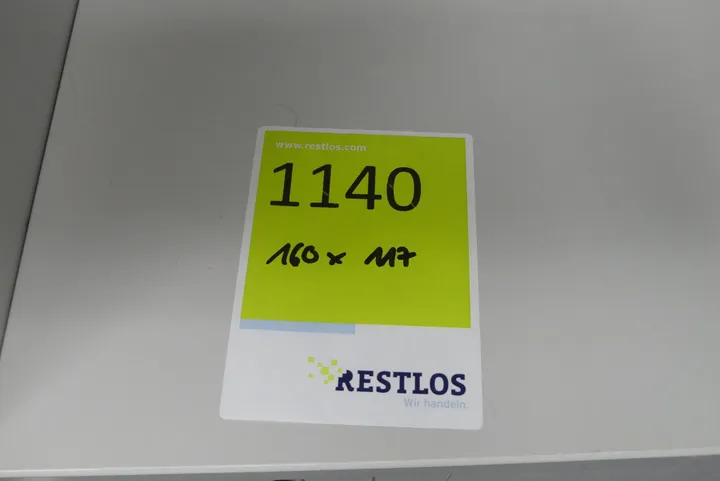 www.restlos.com
1140
160 x 117
RESTLOS
Wir handeln.